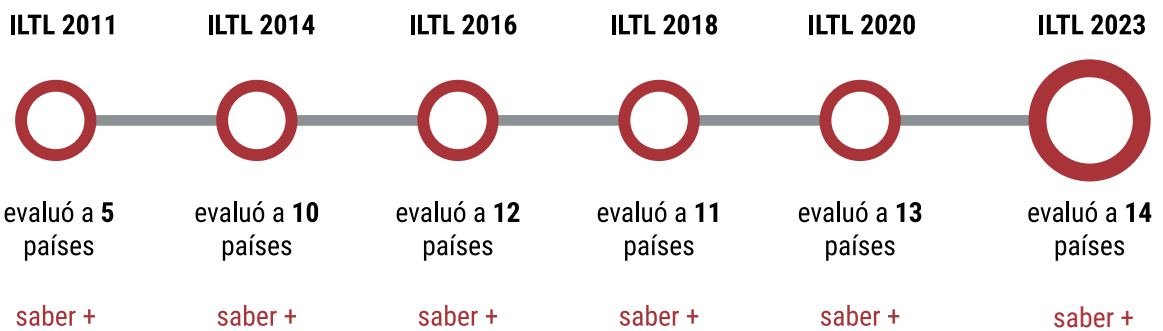 ILTL 2011 ILTL 2014 ILTL 2016 ILTL 2018 ILTL 2020 ILTL 2023
evaluó a 5 evaluó a 10 evaluó a 12 evaluó a 11 evaluó a 13 evaluó a 14
países países países países países países
saber + saber + saber + saber + saber + saber +